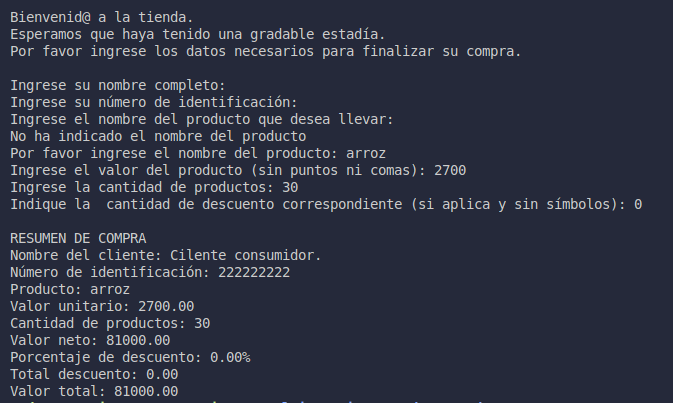 Bienvenid@ a la tienda.
Esperamos que haya tenido una gradable estadía.
Por favor ingrese los datos necesarios para finalizar su compra.
Ingrese su nombre completo:
Ingrese su número de identificación:
Ingrese el nombre del producto que desea llevar:
No ha indicado el nombre del producto
Por favor ingrese el nombre del producto: arroz
Ingrese el valor del producto (sin puntos ni comas): 2700
Ingrese la cantidad de productos: 30
Indique la  cantidad de descuento correspondiente (si aplica y sin símbolos): 0
RESUMEN DE COMPRA
Nombre del cliente: Cilente consumidor.
Número de identificación: 222222222
Producto: arroz
Valor unitario: 2700.00
Cantidad de productos: 30
Valor neto: 81000.00
Porcentaje de descuento: 0.00%
Total descuento: 0.00
Valor total: 81000.00